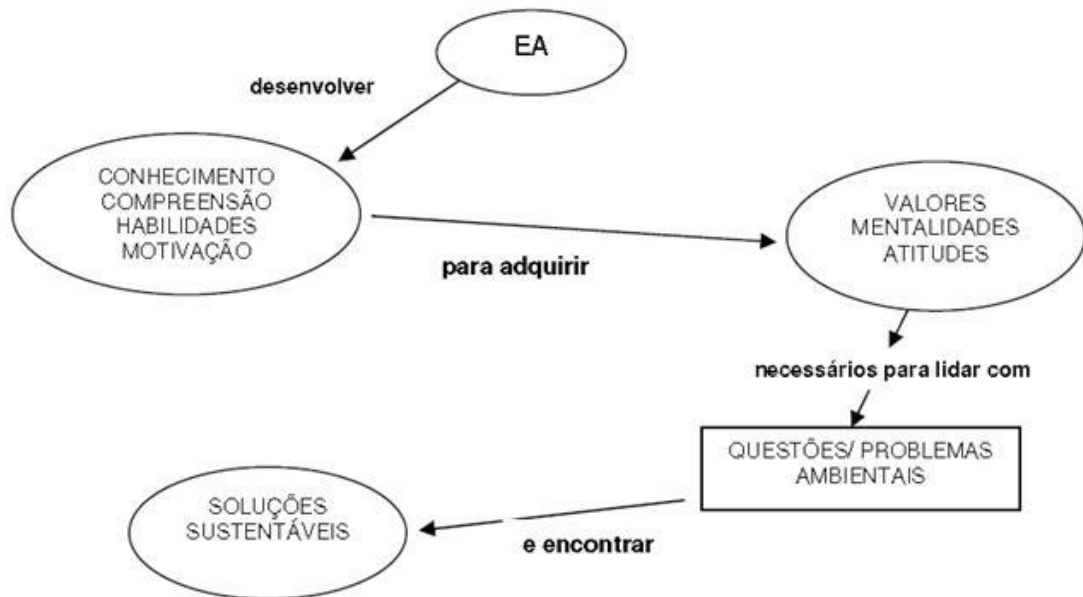 EA
desenvolver
CONHECIMENTO
COMPREENSÃO
HABILIDADES
MOTIVAÇÃO
para adquirir
VALORES
MENTALIDADES
ATITUDES
necessários para lidar com
QUESTÕES/ PROBLEMAS
AMBIENTAIS
e encontrar
SOLUÇÕES
SUSTENTÁVEIS